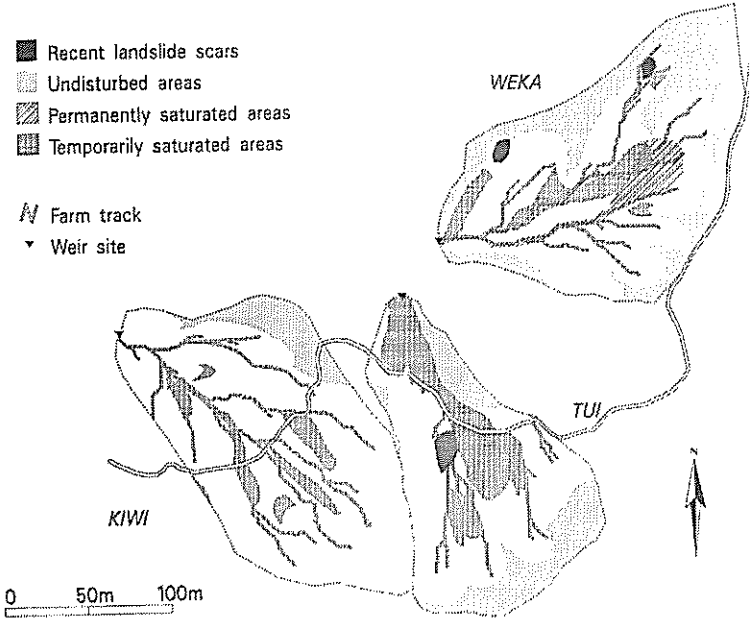 Recent landslide scars
Undisturbed areas
Permanently saturated areas
Temporarily saturated areas
Farm track
Weir site
WEKA
TUI
KIWI
N
0 50m 100m